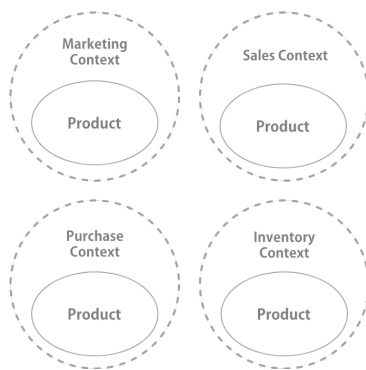 Marketing
Context
Product
Sales Context
Product
Purchase
Context
Product
Inventory
Context
Product